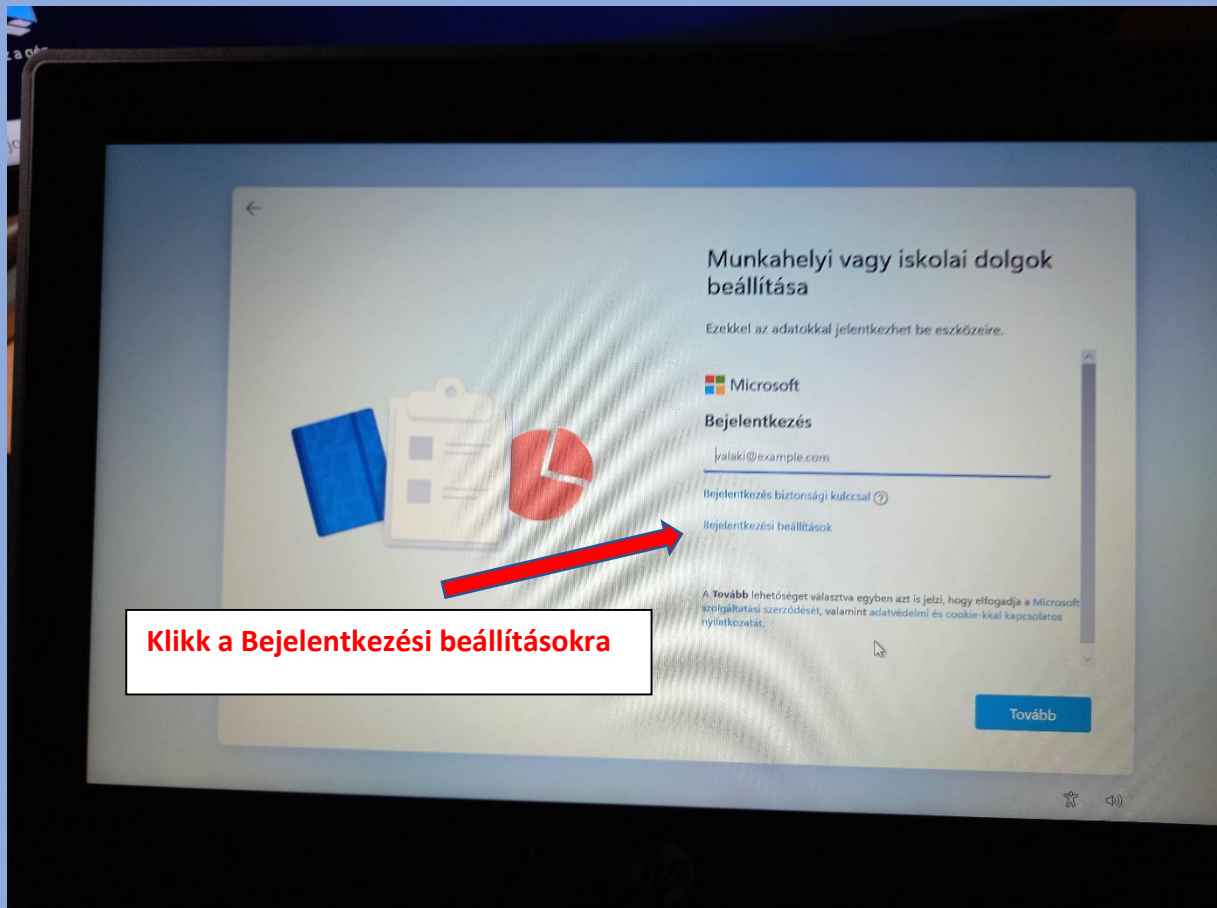 Munkahelyi vagy iskolai dolgok
beállítása
Ezekkel az adatokkal jelentkezhet be eszközeire.
Microsoft
Bejelentkezés
valaki@example.com
Bejelentkezés biztonsági kulccsal
Bejelentkezési beállítások
A Tovább lehetőséget választva egyben azt is jelzi, hogy elfogadja a Microsoft
szolgáltatási szerződését, valamint adatvédelmi és cookie-kkal kapcsolatos
nyilatkozatát.
Klikk a Bejelentkezési beállításokra
Tovább
hp